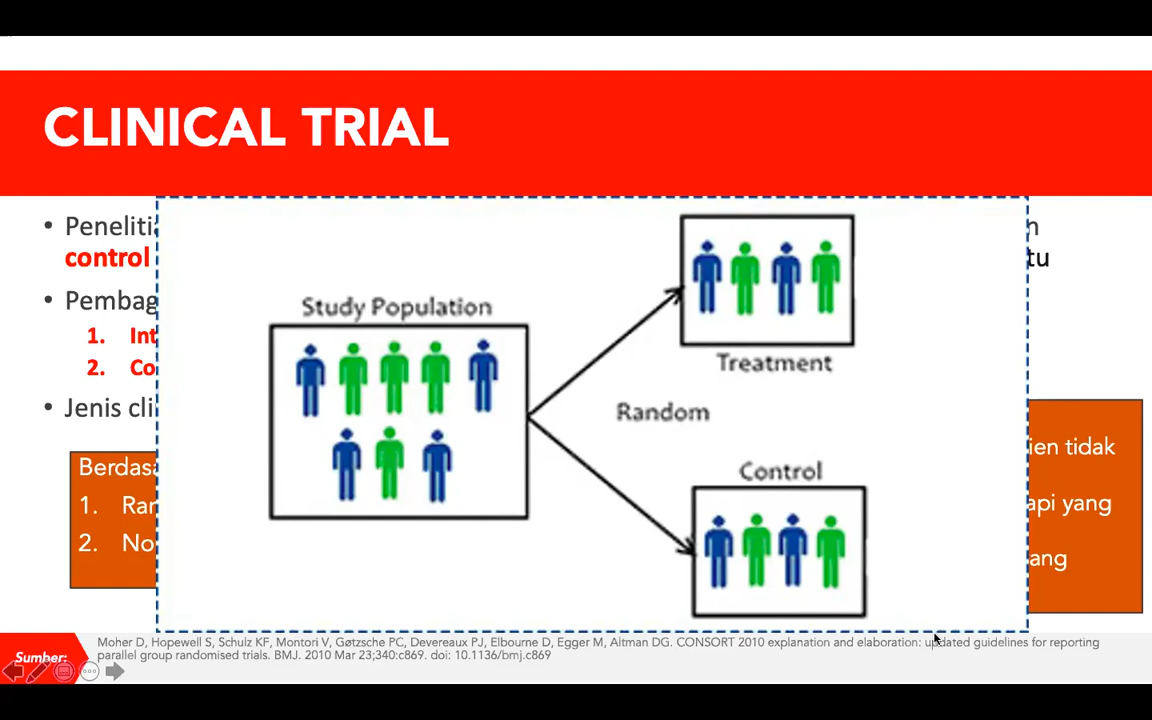 CLINICAL TRIAL
• Peneliti
control
tu
• Pembag
1. Int
2. Co
• Jenis cli
Berdasa
1. Ran
2. No
Study Population
Treatment
Random
Control
ien tidak
api yang
ang
Sumber:
Moher D, Hopewell S, Schulz KF, Montori V, Gøtzsche PC, Devereaux PJ, Elbourne D, Egger M, Altman DG. CONSORT 2010 explanation and elaboration: updated guidelines for reporting
parallel group randomised trials. BMJ. 2010 Mar 23;340:c869. doi: 10.1136/bmj.c869